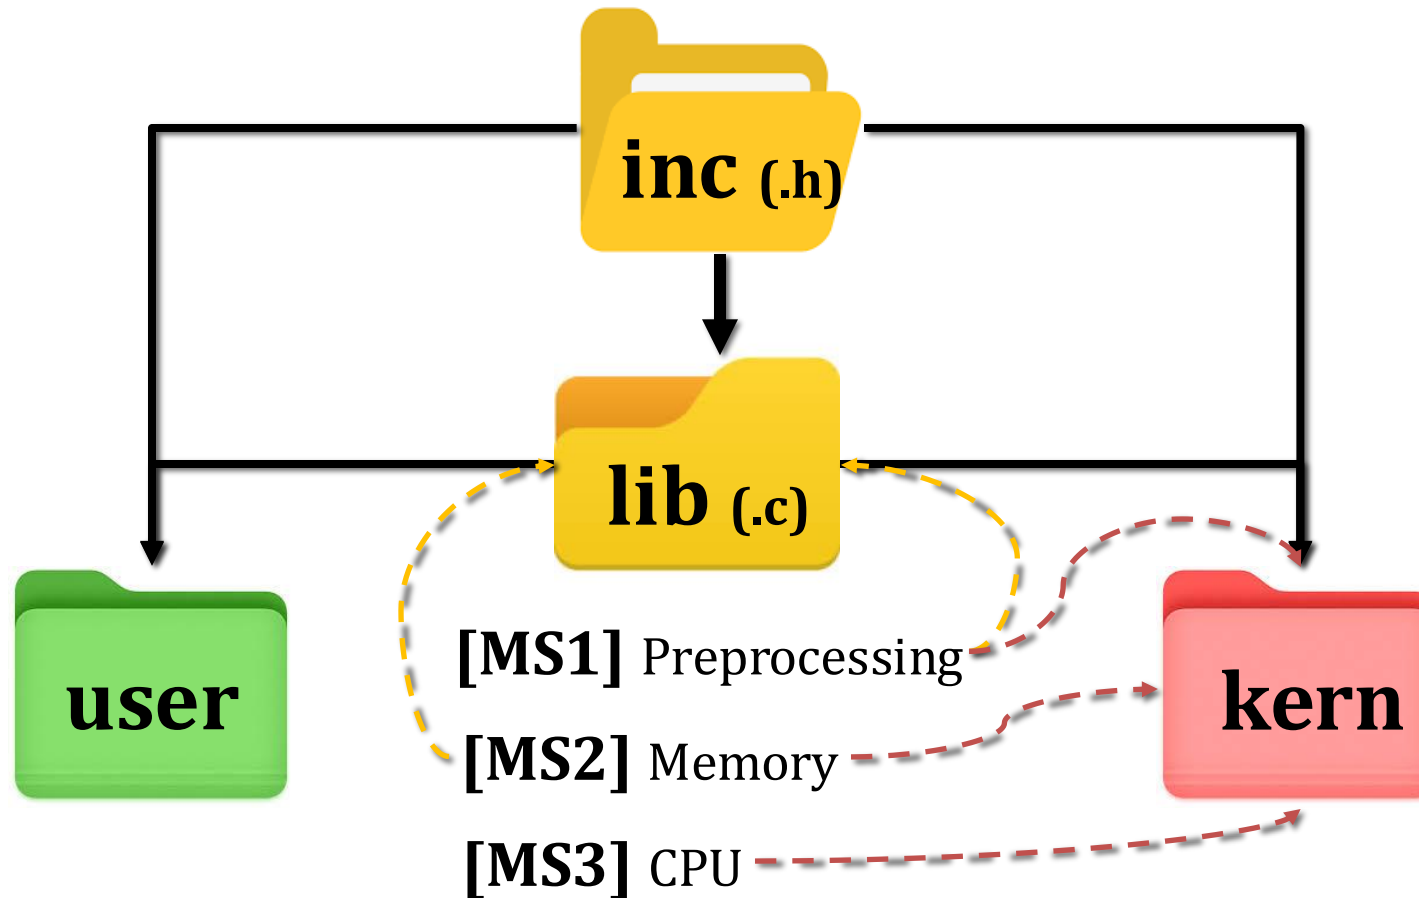 inc (.h)
lib (.c)
user
kern
[MS1] Preprocessing
[MS2] Memory
[MS3] CPU